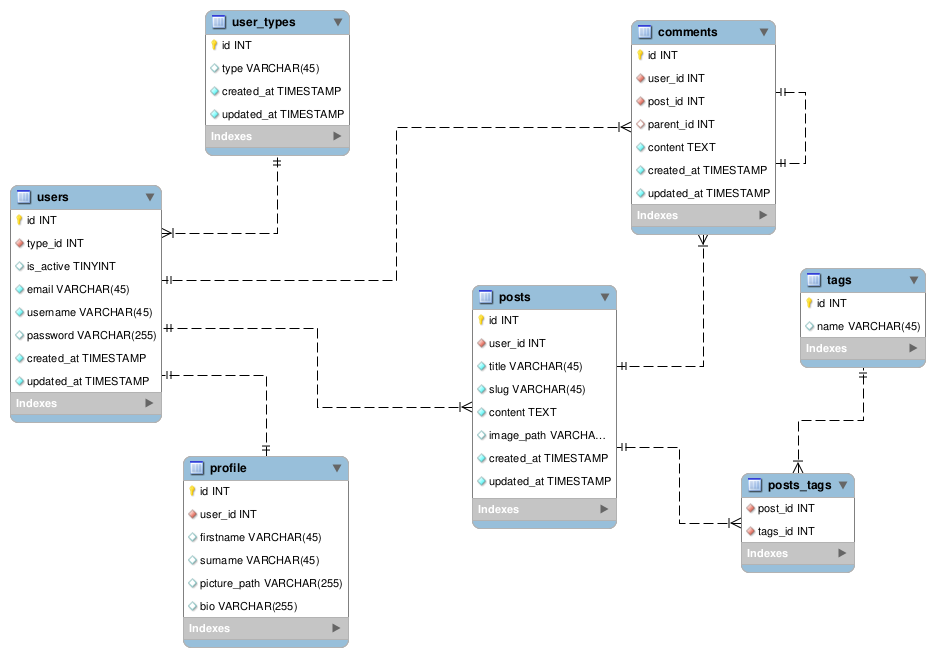 user_types
id INT
type VARCHAR(45)
created_at TIMESTAMP
updated_at TIMESTAMP
Indexes
comments
id INT
user_id INT
post_id INT
parent_id INT
content TEXT
created_at TIMESTAMP
updated_at TIMESTAMP
Indexes
users
id INT
type_id INT
is_active TINYINT
email VARCHAR(45)
username VARCHAR(45)
password VARCHAR(255)
created_at TIMESTAMP
updated_at TIMESTAMP
Indexes
posts
id INT
user_id INT
title VARCHAR(45)
slug VARCHAR(45)
content TEXT
image_path VARCHA...
created_at TIMESTAMP
updated_at TIMESTAMP
Indexes
tags
id INT
name VARCHAR(45)
Indexes
profile
id INT
user_id INT
firstname VARCHAR(45)
surname VARCHAR(45)
picture_path VARCHAR(255)
bio VARCHAR(255)
Indexes
posts_tags
post_id INT
tags_id INT
Indexes